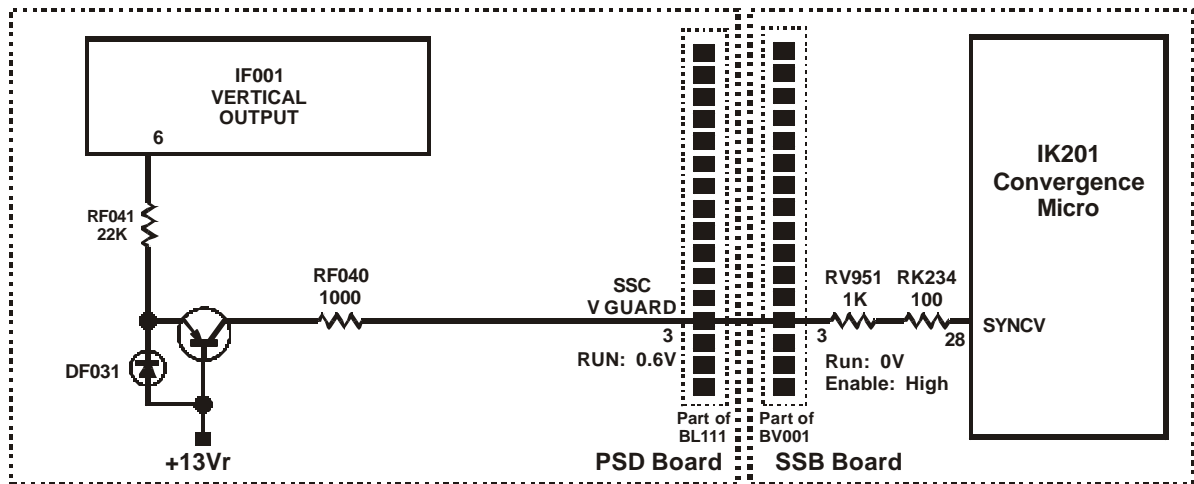 IF001
VERTICAL
OUTPUT
6
RF041
22K
RF040
1000
SSC
V GUARD
3
RUN: 0.6V
DF031
+13Vr
Part of
BL111
PSD Board
Part of
BV001
SSB Board
RV951
1K
RK234
100
3
28
Run: 0V
Enable: High
SYNCV
IK201
Convergence
Micro